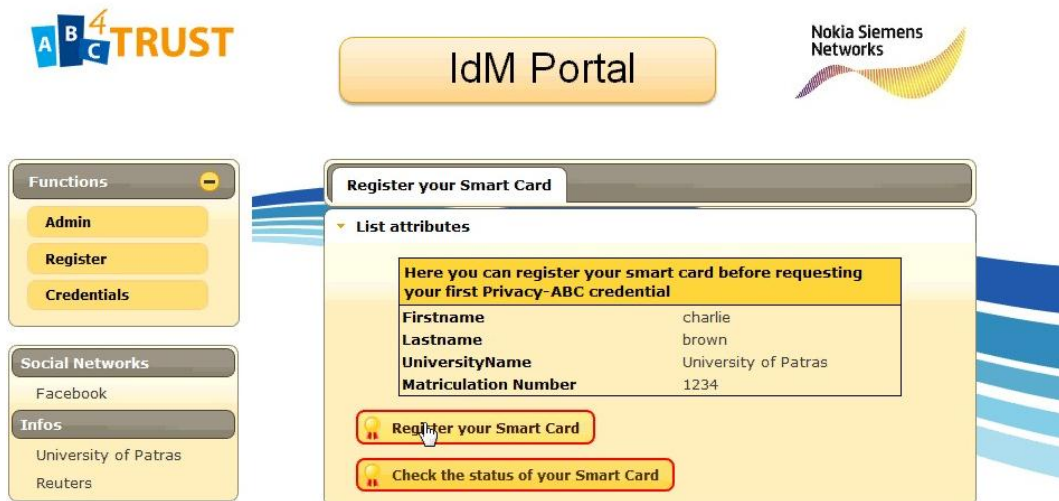 ABC4TRUST
IdM Portal
Nokia Siemens
Networks
Functions
Admin
Register
Credentials
Social Networks
Facebook
Infos
University of Patras
Reuters
Register your Smart Card
List attributes
Here you can register your smart card before requesting
your first Privacy-ABC credential
Firstname charlie
Lastname brown
UniversityName University of Patras
Matriculation Number 1234
Register your Smart Card
Check the status of your Smart Card